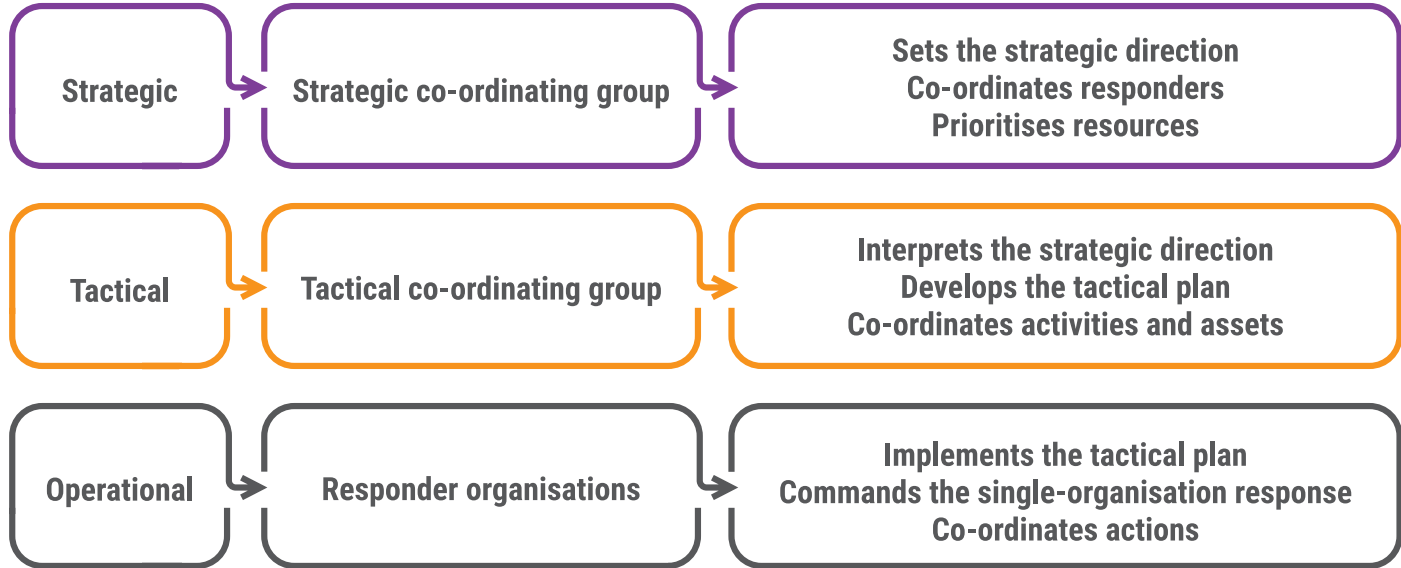 Strategic
Strategic co-ordinating group
Sets the strategic direction
Co-ordinates responders
Prioritises resources
Tactical
Tactical co-ordinating group
Interprets the strategic direction
Develops the tactical plan
Co-ordinates activities and assets
Operational
Responder organisations
Implements the tactical plan
Commands the single-organisation response
Co-ordinates actions